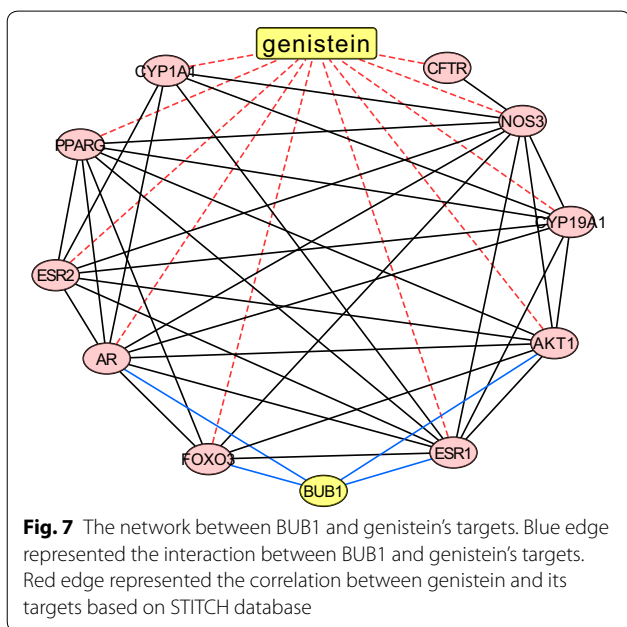 genistein
CYP1A1
CFTR
NOS3
PPARG
CYP19A1
ESR2
AKT1
AR
ESR1
FOXO3
BUB1
Fig. 7 The network between BUB1 and genistein's targets. Blue edge
represented the interaction between BUB1 and genistein's targets.
Red edge represented the correlation between genistein and its
targets based on STITCH database